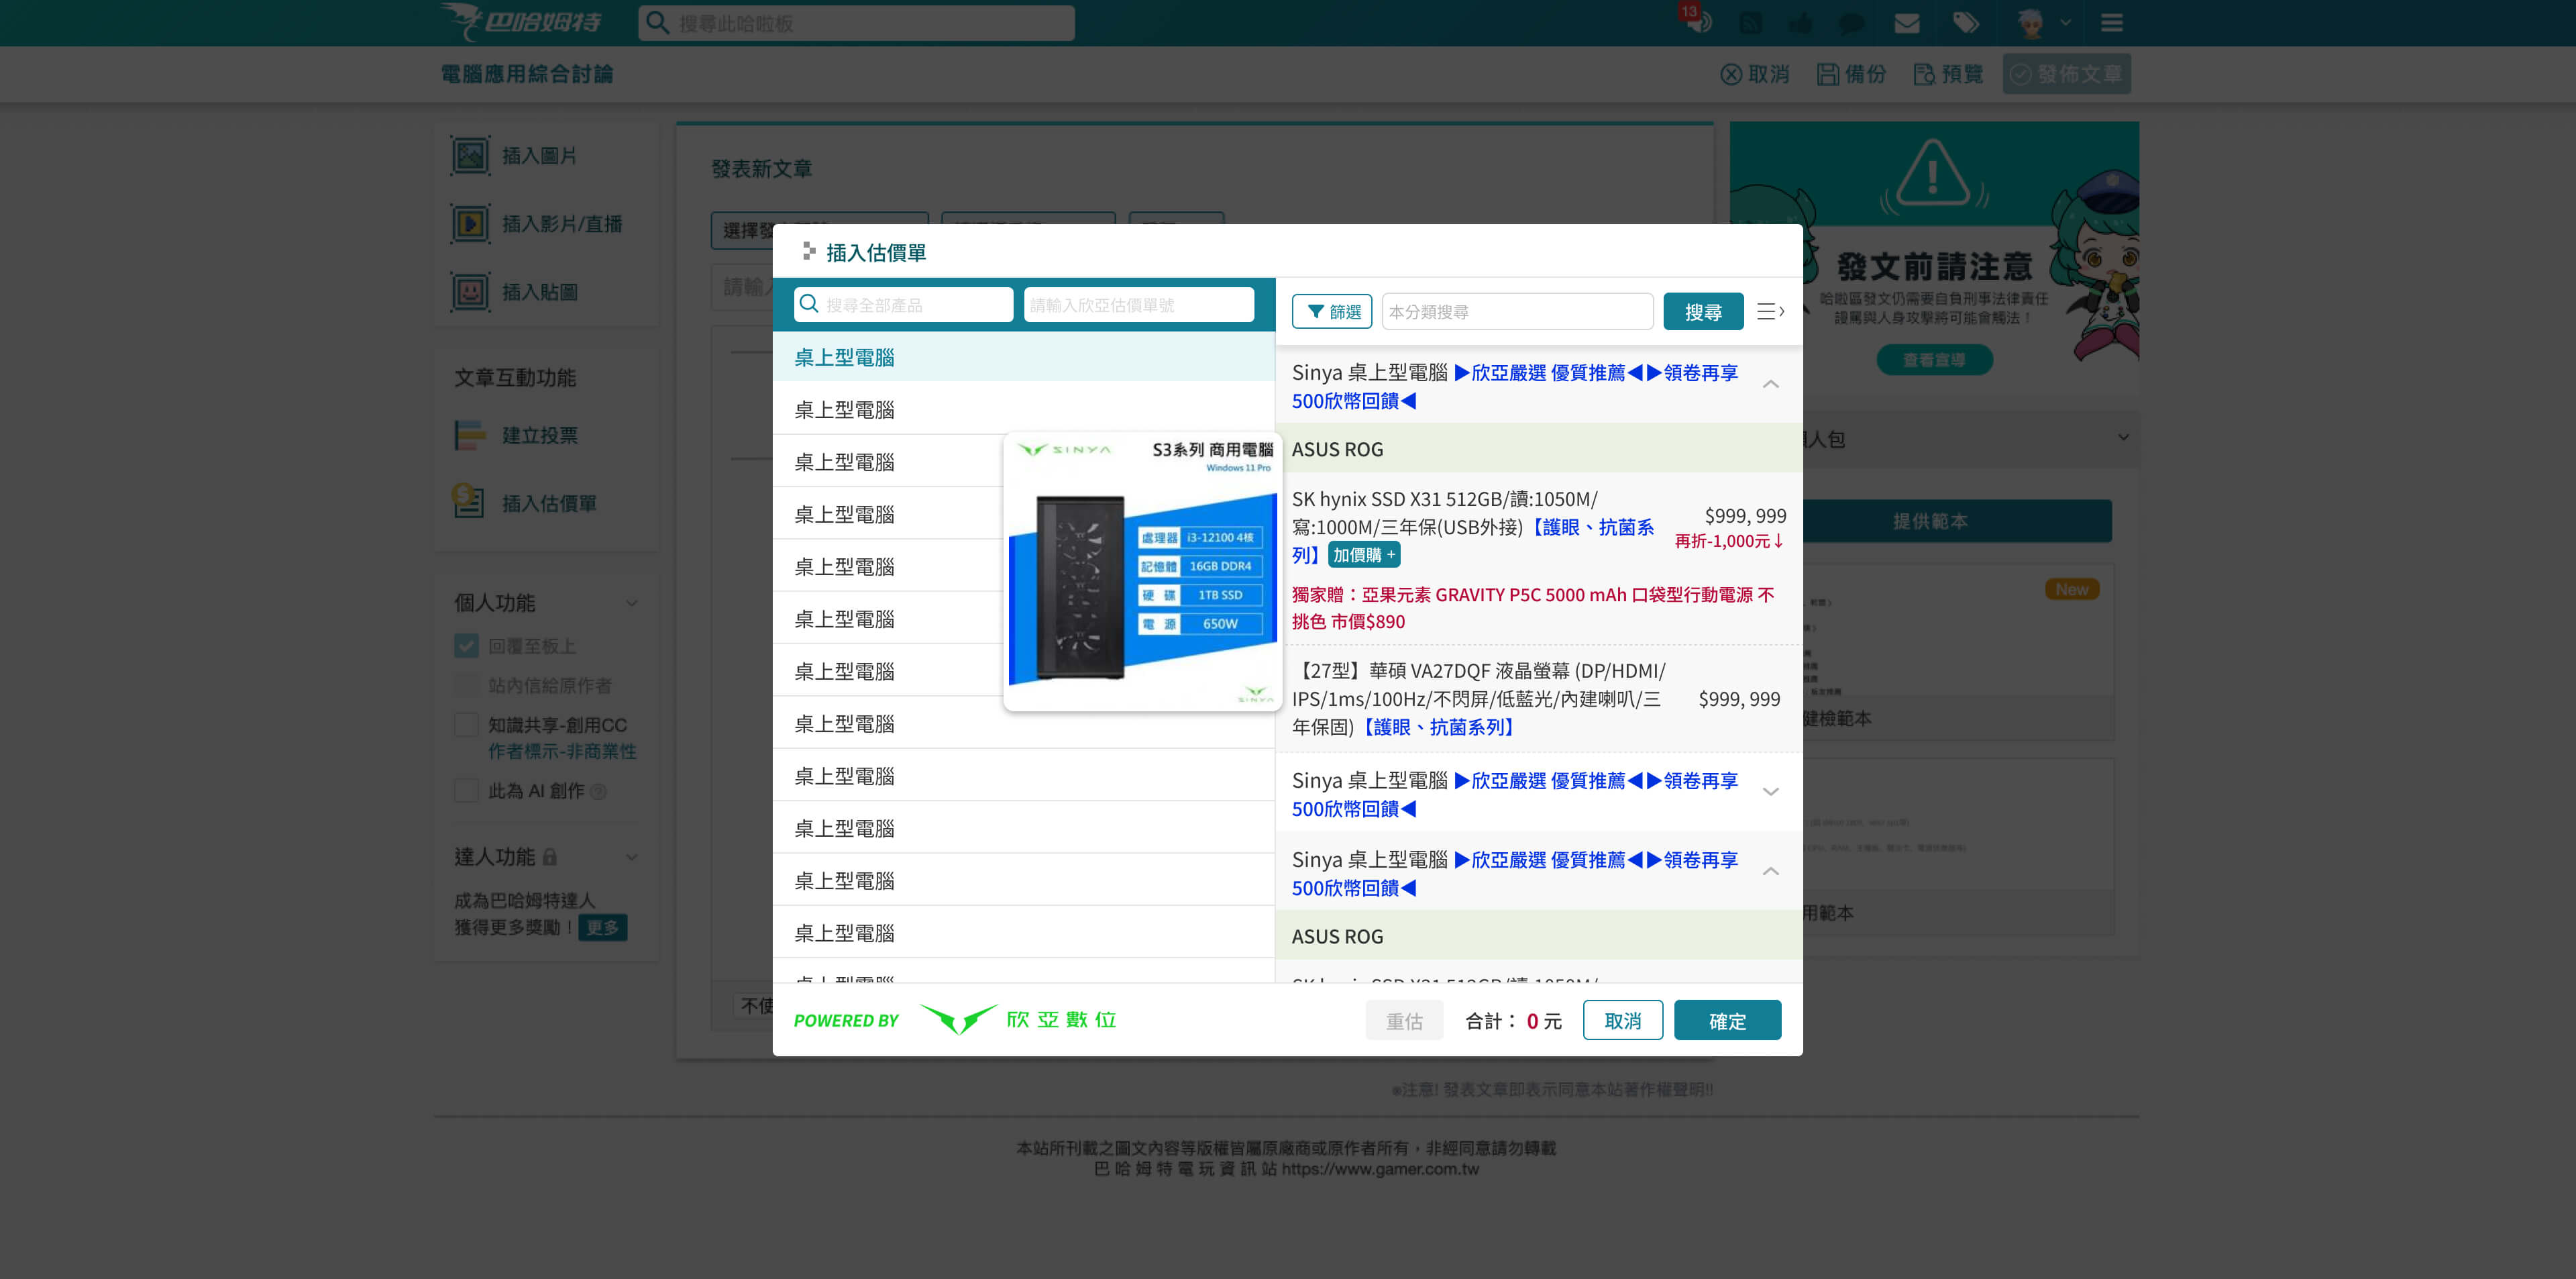 巴哈姆特
搜尋此哈啦板
13
電腦應用綜合討論
取消
備份
預覽
發佈文章
插入圖片
插入影片/直播
插入貼圖
文章互動功能
建立投票
插入估價單
個人功能
回覆至板上
站內信給原作者
知識共享-創用CC
作者標示-非商業性
此為 AI 創作
達人功能
成為巴哈姆特達人
獲得更多獎勵！ 更多
發表新文章
選擇發
請輸入
不使
插入估價單
搜尋全部產品
請輸入欣亞估價單號
桌上型電腦
桌上型電腦
桌上型電腦
桌上型電腦
桌上型電腦
桌上型電腦
桌上型電腦
桌上型電腦
桌上型電腦
桌上型電腦
桌上型電腦
桌上型電腦
桌上型電腦
SINYA
S3系列 商用電腦
Windows 11 Pro
處理器 i3-12100 4核
記憶體 16GB DDR4
硬 碟 1TB SSD
電 源 650W
SINYA
篩選
本分類搜尋
搜尋
Sinya 桌上型電腦 ▶欣亞嚴選 優質推薦◀▶領卷再享
500欣幣回饋◀
ASUS ROG
SK hynix SSD X31 512GB/讀:1050M/
寫:1000M/三年保(USB外接)【護眼、抗菌系
列】 加價購 +
$999,999
再折-1,000元↓
獨家贈：亞果元素 GRAVITY P5C 5000 mAh 口袋型行動電源 不
挑色 市價$890
【27型】華碩 VA27DQF 液晶螢幕 (DP/HDMI/
IPS/1ms/100Hz/不閃屏/低藍光/內建喇叭/三
年保固)【護眼、抗菌系列】
$999,999
Sinya 桌上型電腦 ▶欣亞嚴選 優質推薦◀▶領卷再享
500欣幣回饋◀
Sinya 桌上型電腦 ▶欣亞嚴選 優質推薦◀▶領卷再享
500欣幣回饋◀
ASUS ROG
SK hynix SSD X31 512GB/讀:1050M/
POWERED BY
欣亞數位
重估
合計： 0 元
取消
確定
發文前請注意
哈啦區發文仍需要自負刑事法律責任
謾罵與人身攻擊將可能會觸法！
查看宣導
人包
提供範本
New
健檢範本
用範本
※注意! 發表文章即表示同意本站著作權聲明!!
本站所刊載之圖文內容等版權皆屬原廠商或原作者所有，非經同意請勿轉載
巴哈姆特電玩資訊站 https://www.gamer.com.tw